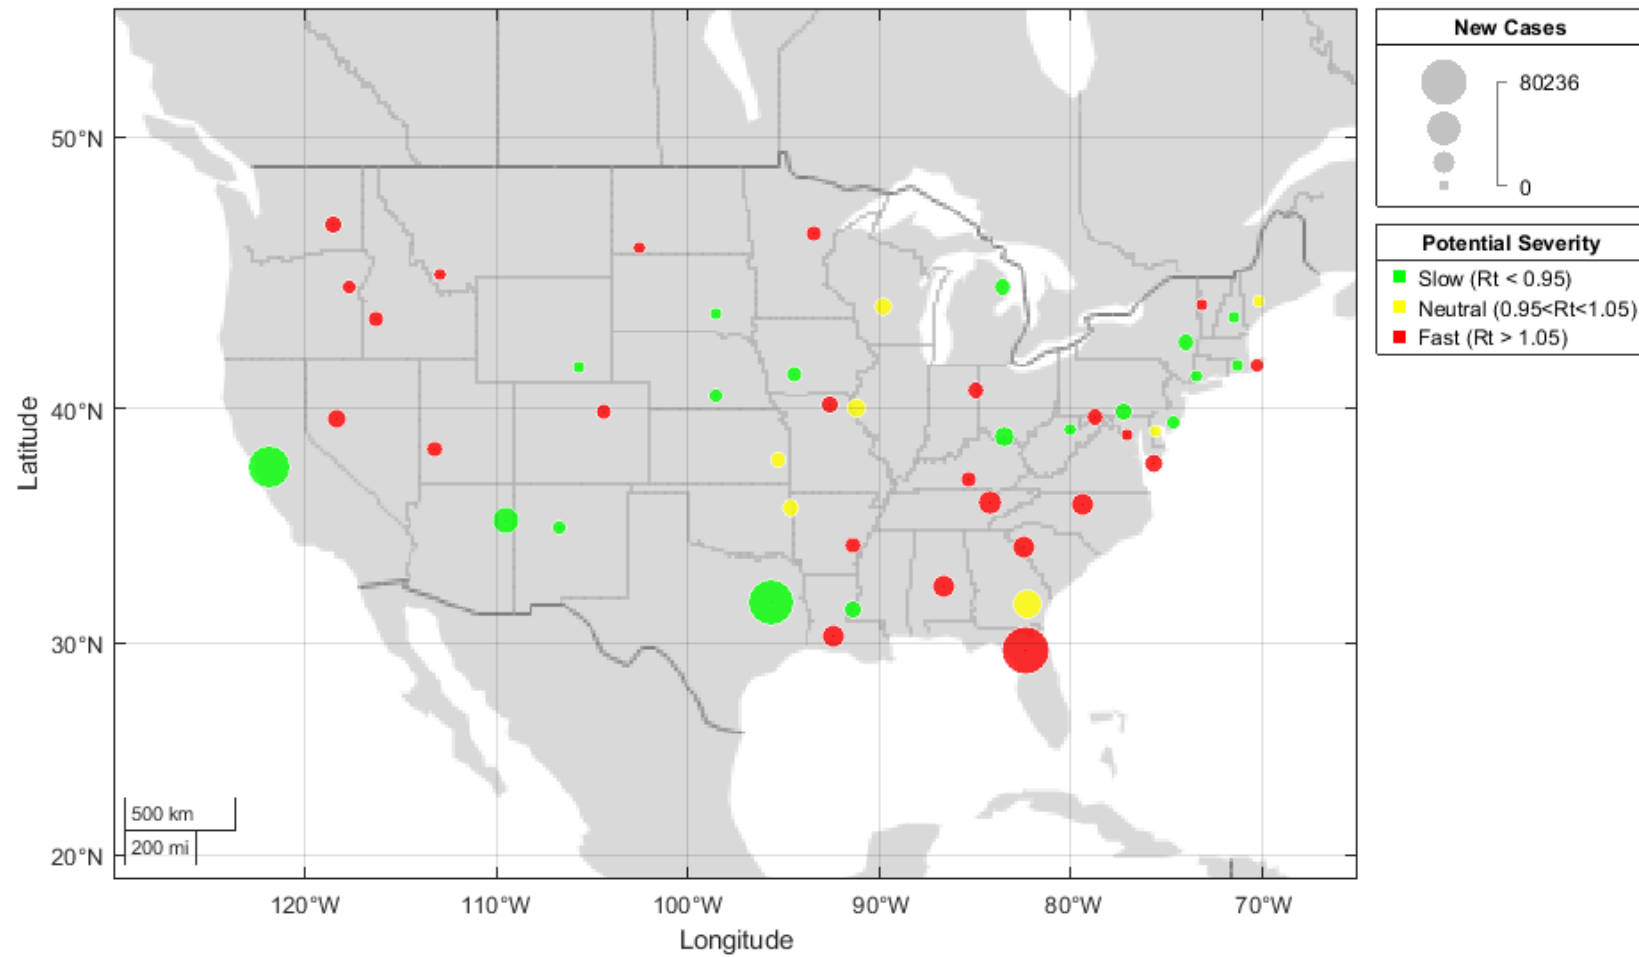 New Cases
80236
0
Potential Severity
Slow (Rt < 0.95)
Neutral (0.95<Rt<1.05)
Fast (Rt > 1.05)
50°N
40°N
30°N
20°N
Latitude
500 km
200 mi
120°W 110°W 100°W 90°W 80°W 70°W
Longitude